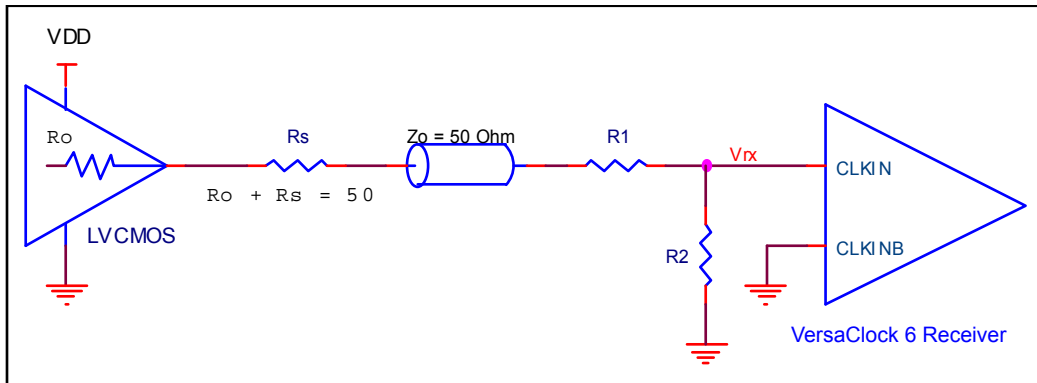 VDD
Ro
Rs
Zo = 50 Ohm
R1
Vrx
CLKIN
Ro + Rs = 50
LVCMOS
R2
CLKINB
VersaClock 6 Receiver